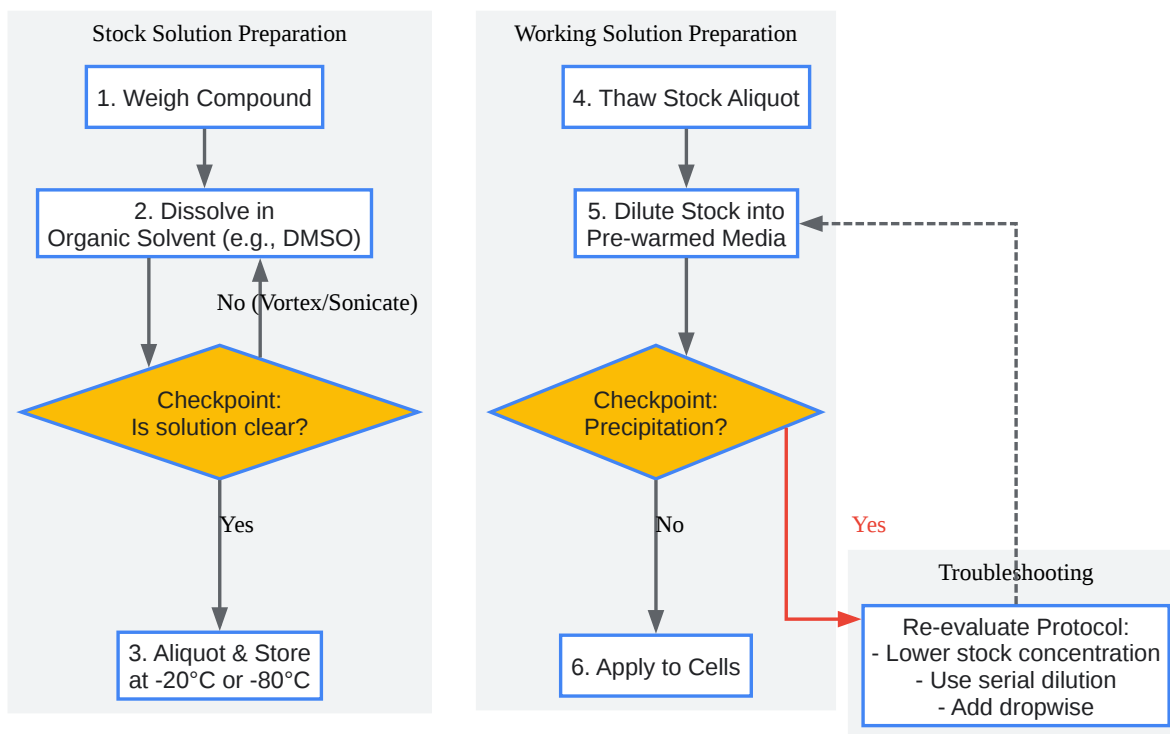 Stock Solution Preparation
1. Weigh Compound
2. Dissolve in
Organic Solvent (e.g., DMSO)
No (Vortex/Sonicate)
Checkpoint:
Is solution clear?
Yes
3. Aliquot & Store
at -20°C or -80°C
Working Solution Preparation
4. Thaw Stock Aliquot
5. Dilute Stock into
Pre-warmed Media
Checkpoint:
Precipitation?
No
Yes
6. Apply to Cells
Troubleshooting
Re-evaluate Protocol:
- Lower stock concentration
- Use serial dilution
- Add dropwise